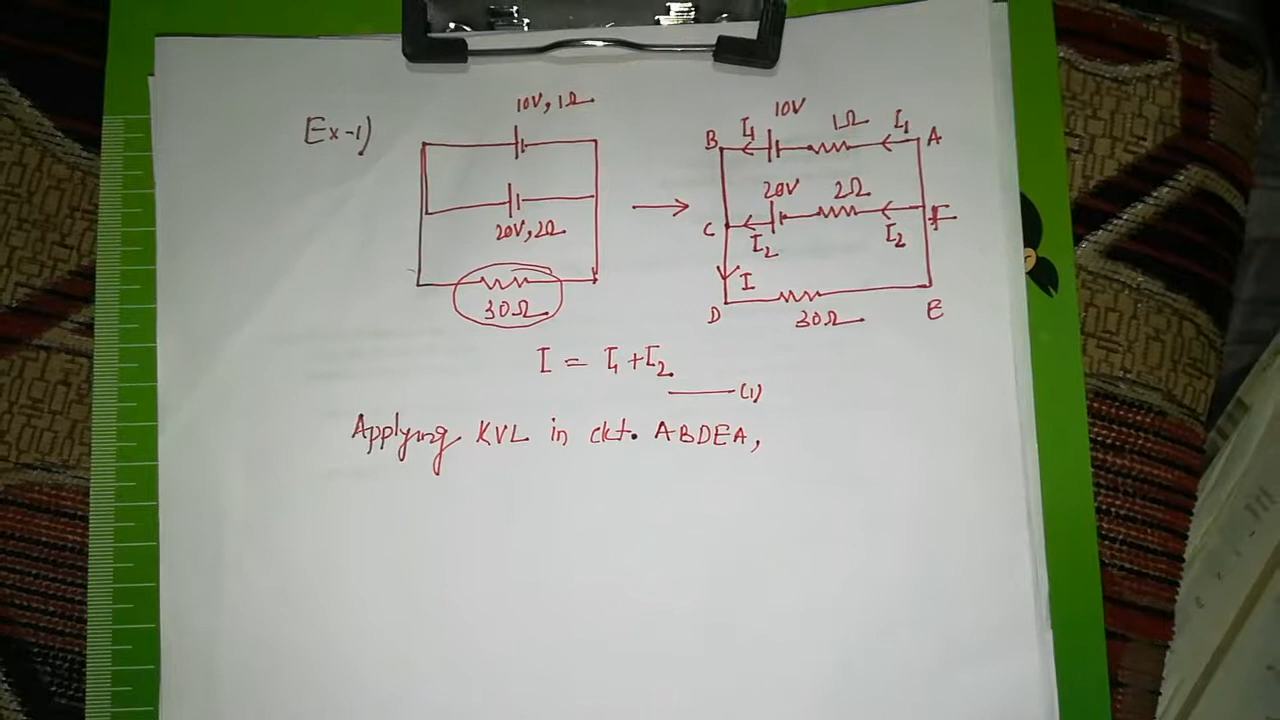 Ex-1)
10V, 1Ω
20V, 2Ω
30Ω
B I₁ 10V 1Ω I₁ A
C I₂ 20V 2Ω I₂ F
D I 30Ω E
I = I₁ + I₂ —(1)
Applying KVL in ckt. ABDEA,